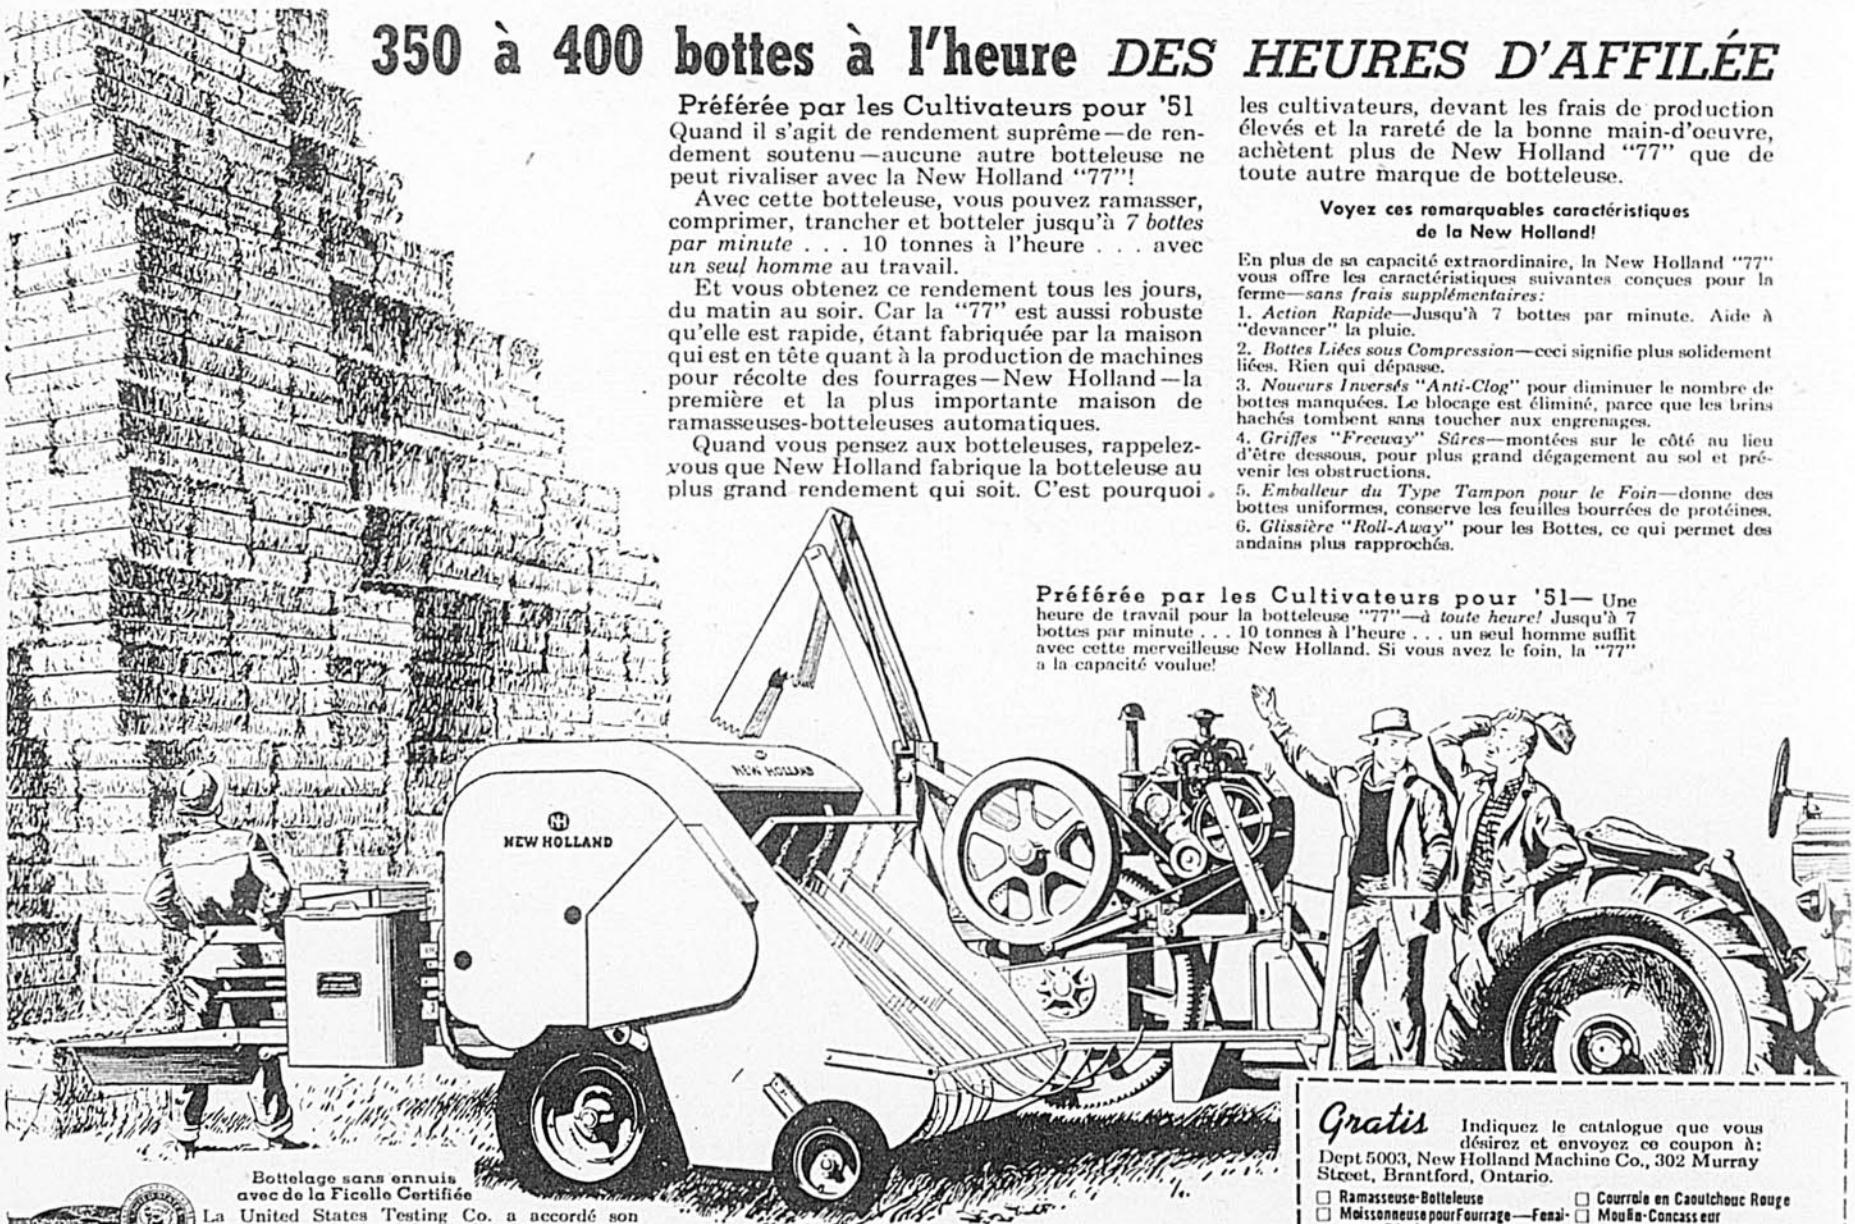 350 à 400 bottes à l'heure DES HEURES D'AFFILÉE
Préférée par les Cultivateurs pour '51
Quand il s'agit de rendement suprême—de ren-
dement soutenu—aucune autre botteleuse ne
peut rivaliser avec la New Holland "77"!
Avec cette botteleuse, vous pouvez ramasser,
comprimer, trancher et botteler jusqu'à 7 bottes
par minute . . . 10 tonnes à l'heure . . . avec
un seul homme au travail.
Et vous obtenez ce rendement tous les jours,
du matin au soir. Car la "77" est aussi robuste
qu'elle est rapide, étant fabriquée par la maison
qui est en tête quant à la production de machines
pour récolte des fourrages—New Holland—la
première et la plus importante maison de
ramasseuses-botteleuses automatiques.
Quand vous pensez aux botteleuses, rappelez-
vous que New Holland fabrique la botteleuse au
plus grand rendement qui soit. C'est pourquoi
les cultivateurs, devant les frais de production
élevés et la rareté de la bonne main-d'oeuvre,
achètent plus de New Holland "77" que de
toute autre marque de botteleuse.
Voyez ces remarquables caractéristiques
de la New Holland!
En plus de sa capacité extraordinaire, la New Holland "77"
vous offre les caractéristiques suivantes conçues pour la
ferme—sans frais supplémentaires:
1. Action Rapide—Jusqu'à 7 bottes par minute. Aide à
"devancer" la pluie.
2. Bottes Liées sous Compression—ceci signifie plus solidement
liées. Rien qui dépasse.
3. Noueurs Inversés "Anti-Clog" pour diminuer le nombre de
bottes manquées. Le blocage est éliminé, parce que les brins
hachés tombent sans toucher aux engrenages.
4. Griffes "Freeway" Sûres—montées sur le côté au lieu
d'être dessous, pour plus grand dégagement au sol et pré-
venir les obstructions.
5. Emballeur du Type Tampon pour le Foin—donne des
bottes uniformes, conserve les feuilles bourrées de protéines.
6. Glissière "Roll-Away" pour les Bottes, ce qui permet des
andains plus rapprochés.
Préférée par les Cultivateurs pour '51— Une
heure de travail pour la botteleuse "77"—à toute heure! Jusqu'à 7
bottes par minute . . . 10 tonnes à l'heure . . . un seul homme suffit
avec cette merveilleuse New Holland. Si vous avez le foin, la "77"
a la capacité voulue!
NEW HOLLAND
NH
NEW HOLLAND
Bottelage sans ennuis
avec de la Ficelle Certifiée
La United States Testing Co. a accordé son
Gratis Indiquez le catalogue que vous
désirez et envoyez ce coupon à:
Dept 5003, New Holland Machine Co., 302 Murray
Street, Brantford, Ontario.
☐ Ramasseuse-Botteleuse ☐ Courroie en Caoutchouc Rouge
☐ Moissonneuse pour Fourrage—Fenai- ☐ Moulin-Concasseur